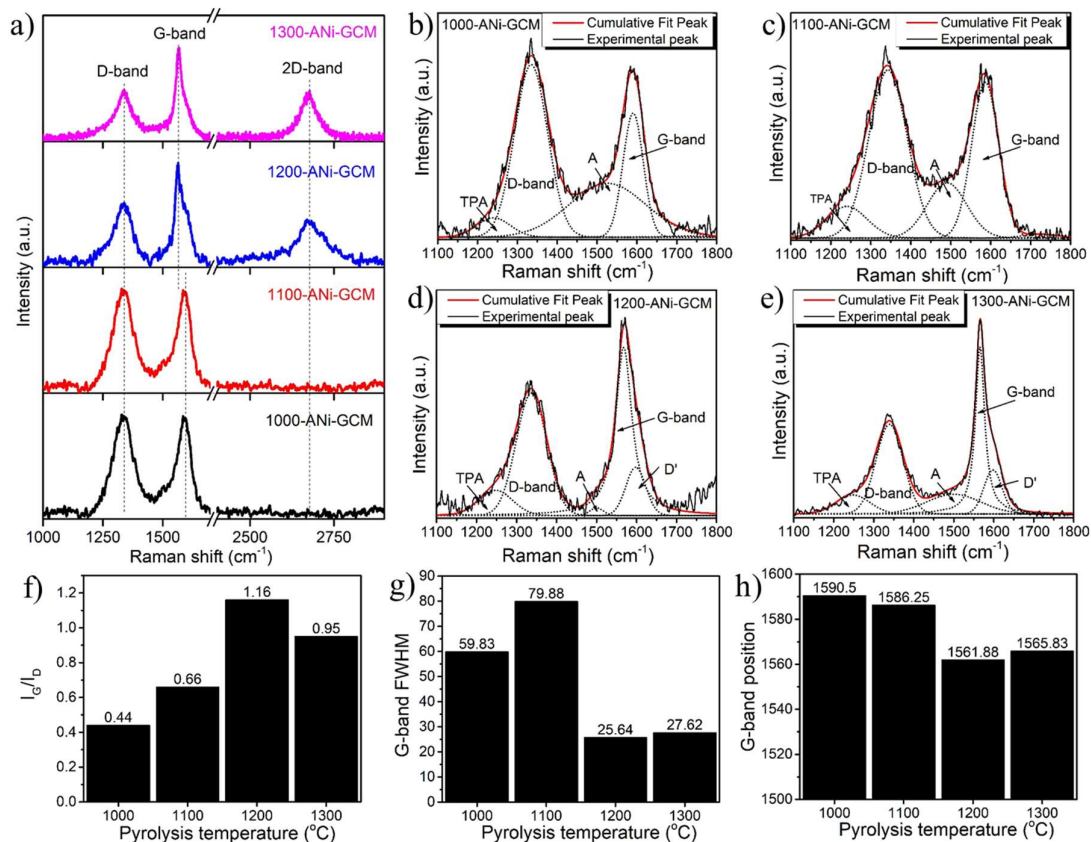 a)
1300-ANi-GCM
G-band
D-band
2D-band
1200-ANi-GCM
1100-ANi-GCM
1000-ANi-GCM
Intensity (a.u.)
1000 1250 1500 2500 2750
Raman shift (cm⁻¹)
b)
1000-ANi-GCM
Cumulative Fit Peak
Experimental peak
Intensity (a.u.)
A
G-band
D-band
TPA
1100 1200 1300 1400 1500 1600 1700 1800
Raman shift (cm⁻¹)
c)
1100-ANi-GCM
Cumulative Fit Peak
Experimental peak
Intensity (a.u.)
A
G-band
D-band
TPA
1100 1200 1300 1400 1500 1600 1700 1800
Raman shift (cm⁻¹)
d)
Cumulative Fit Peak
Experimental peak
1200-ANi-GCM
Intensity (a.u.)
G-band
TPA
D-band
A
D'
1100 1200 1300 1400 1500 1600 1700 1800
Raman shift (cm⁻¹)
e)
Cumulative Fit Peak
Experimental peak
1300-ANi-GCM
Intensity (a.u.)
G-band
TPA
D-band
A
D'
1100 1200 1300 1400 1500 1600 1700 1800
Raman shift (cm⁻¹)
f)
I_G/I_D
1.2
1.0
0.8
0.6
0.4
0.2
0.0
0.44
0.66
1.16
0.95
1000 1100 1200 1300
Pyrolysis temperature (°C)
g)
G-band FWHM
90
80
70
60
50
40
30
20
10
0
59.83
79.88
25.64
27.62
1000 1100 1200 1300
Pyrolysis temperature (°C)
h)
G-band position
1600
1580
1560
1540
1520
1500
1590.5
1586.25
1561.88
1565.83
1000 1100 1200 1300
Pyrolysis temperature (°C)